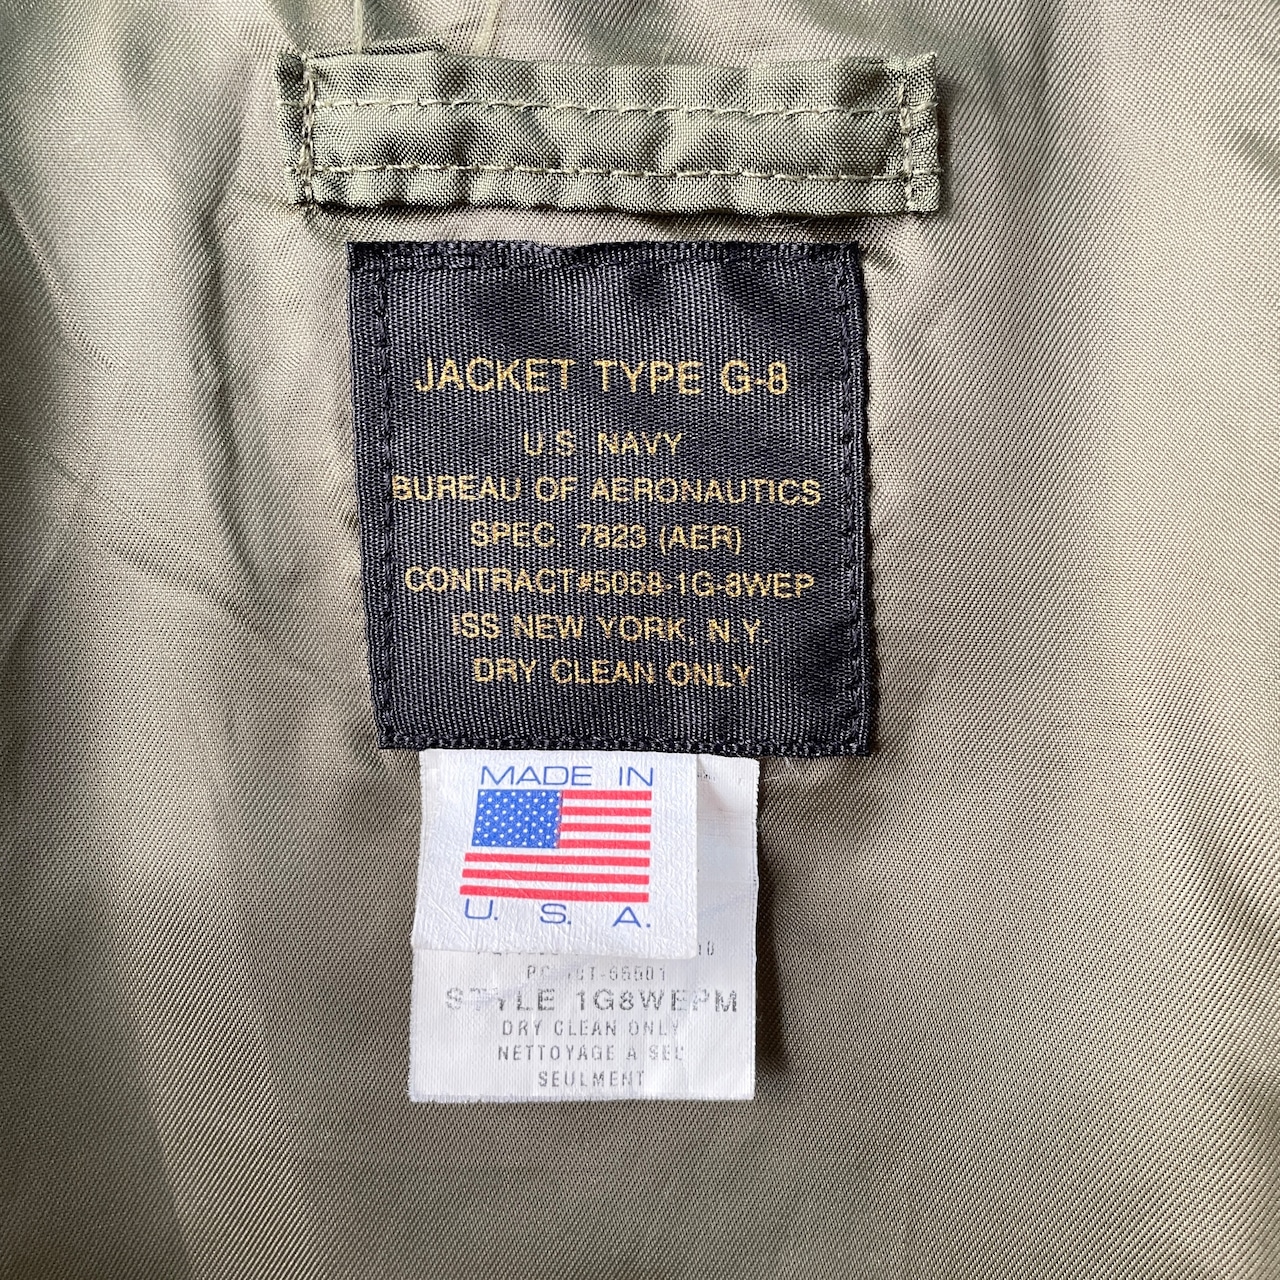 JACKET TYPE G-8
U.S. NAVY
BUREAU OF AERONAUTICS
SPEC. 7823 (AER)
CONTRACT#5058-1G-8WEP
ISS NEW YORK, N.Y.
DRY CLEAN ONLY
MADE IN
U. S. A.
STYLE 1G8WEPM
DRY CLEAN ONLY
NETTOYAGE A SEC
SEULMENT